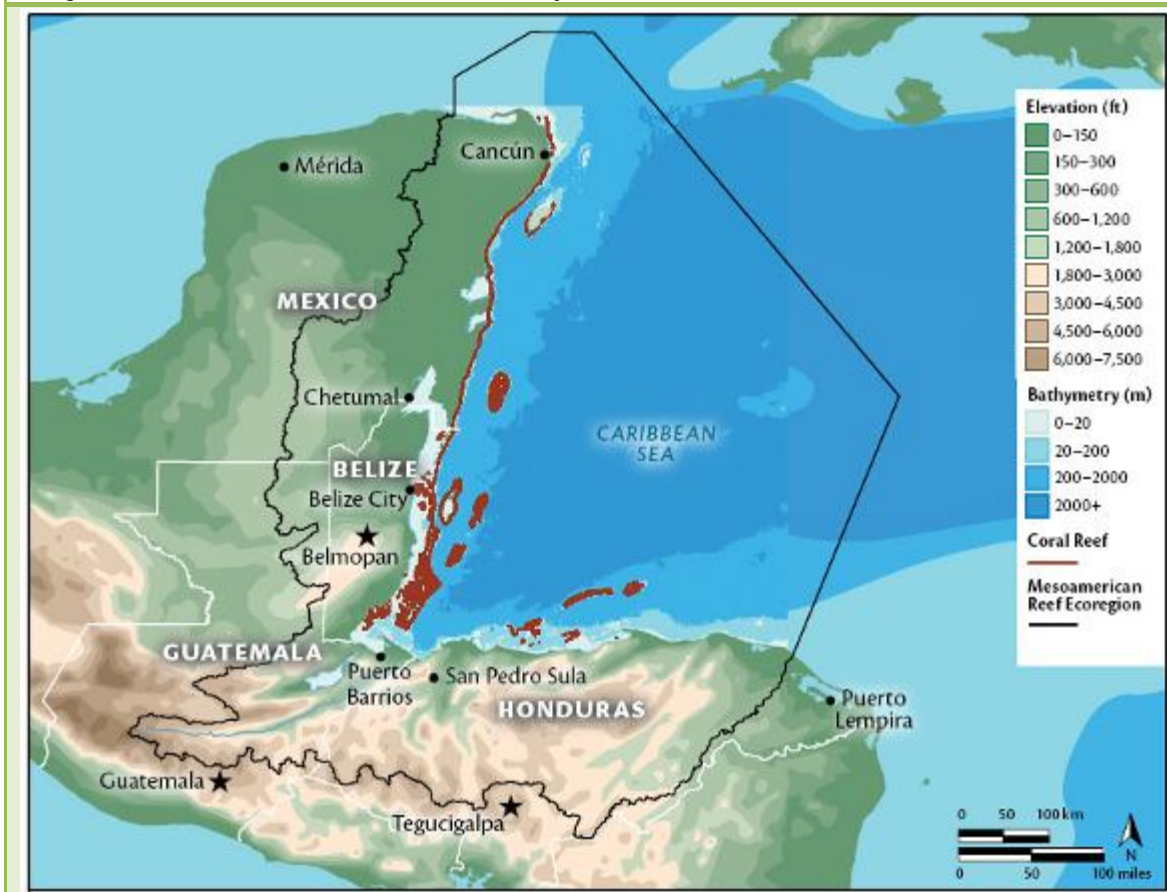 Mérida
Cancún
MEXICO
Chetumal
CARIBBEAN
SEA
BELIZE
Belize City
Belmopan
GUATEMALA
Puerto
Barrios
San Pedro Sula
HONDURAS
Puerto
Lempira
Guatemala
Tegucigalpa
Elevation (ft)
0–150
150–300
300–600
600–1,200
1,200–1,800
1,800–3,000
3,000–4,500
4,500–6,000
6,000–7,500
Bathymetry (m)
0–20
20–200
200–2000
2000+
Coral Reef
Mesoamerican
Reef Ecoregion
0 50 100 km
N
0 50 100 miles